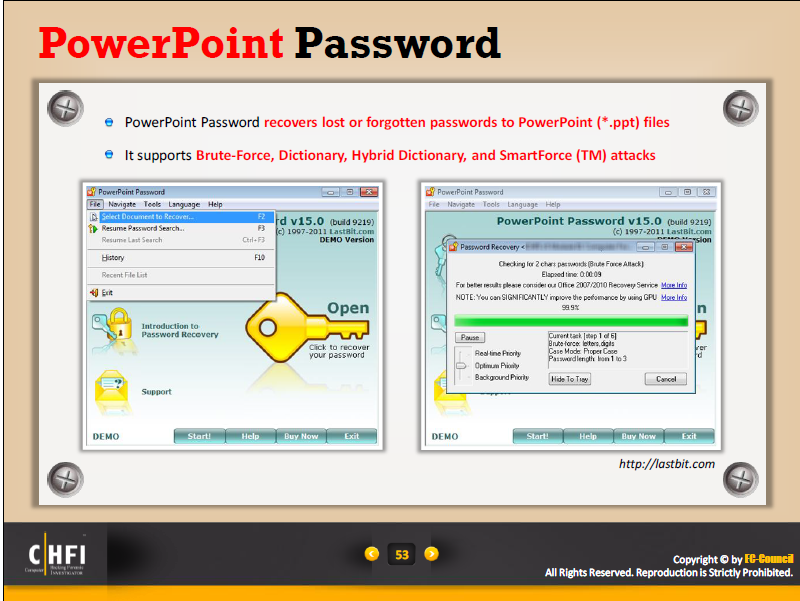 PowerPoint Password
PowerPoint Password recovers lost or forgotten passwords to PowerPoint (*.ppt) files
It supports Brute-Force, Dictionary, Hybrid Dictionary, and SmartForce (TM) attacks
PowerPoint Password
File Navigate Tools Language Help
Select Document to Recover... F2
Resume Password Search... F3
Resume Last Search Ctrl+F3
History F10
Recent File List
Exit
rd v15.0 (build 9219)
(c) 1997-2011 LastBit.com
DEMO Version
Introduction to
Password Recovery
Open
Click to recover
your password
Support
DEMO Start! Help Buy Now Exit
PowerPoint Password
File Navigate Tools Language Help
PowerPoint Password v15.0 (build 9219)
(c) 1997-2011 LastBit.com
Password Recovery <
Checking for 2 chars passwords (Brute Force Attack)
Elapsed time: 0:00:09
For better results please consider our Office 2007/2010 Recovery Service More Info
NOTE: You can SIGNIFICANTLY improve the performance by using GPU More Info
99.9%
Pause
Real-time Priority
Optimum Priority
Background Priority
Current task (step 1 of 6)
Brute-force: letters,digits
Case Mode: Proper Case
Password length: from 1 to 3
Hide To Tray Cancel
Support
DEMO Start! Help Buy Now Exit
http://lastbit.com
CHFI
Computer Hacking Forensic
INVESTIGATOR
53
Copyright © by EC-Council
All Rights Reserved. Reproduction is Strictly Prohibited.